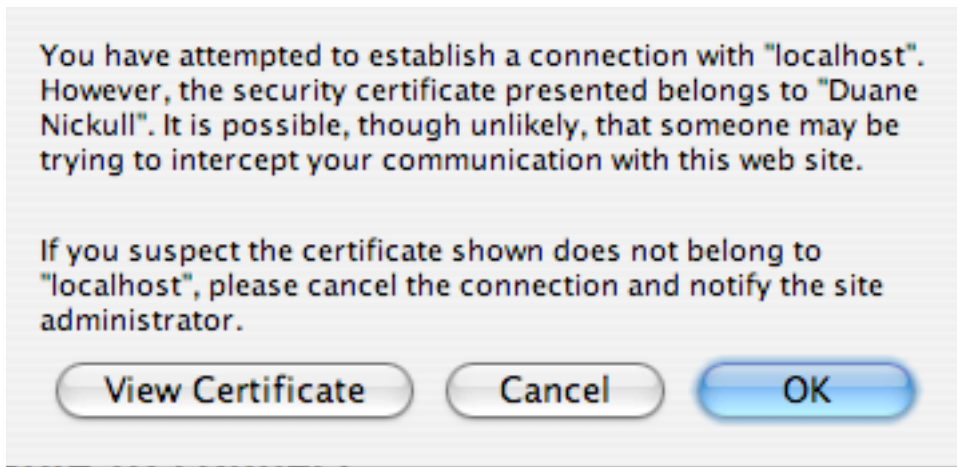 You have attempted to establish a connection with "localhost".
However, the security certificate presented belongs to "Duane
Nickull". It is possible, though unlikely, that someone may be
trying to intercept your communication with this web site.
If you suspect the certificate shown does not belong to
"localhost", please cancel the connection and notify the site
administrator.
View Certificate Cancel OK